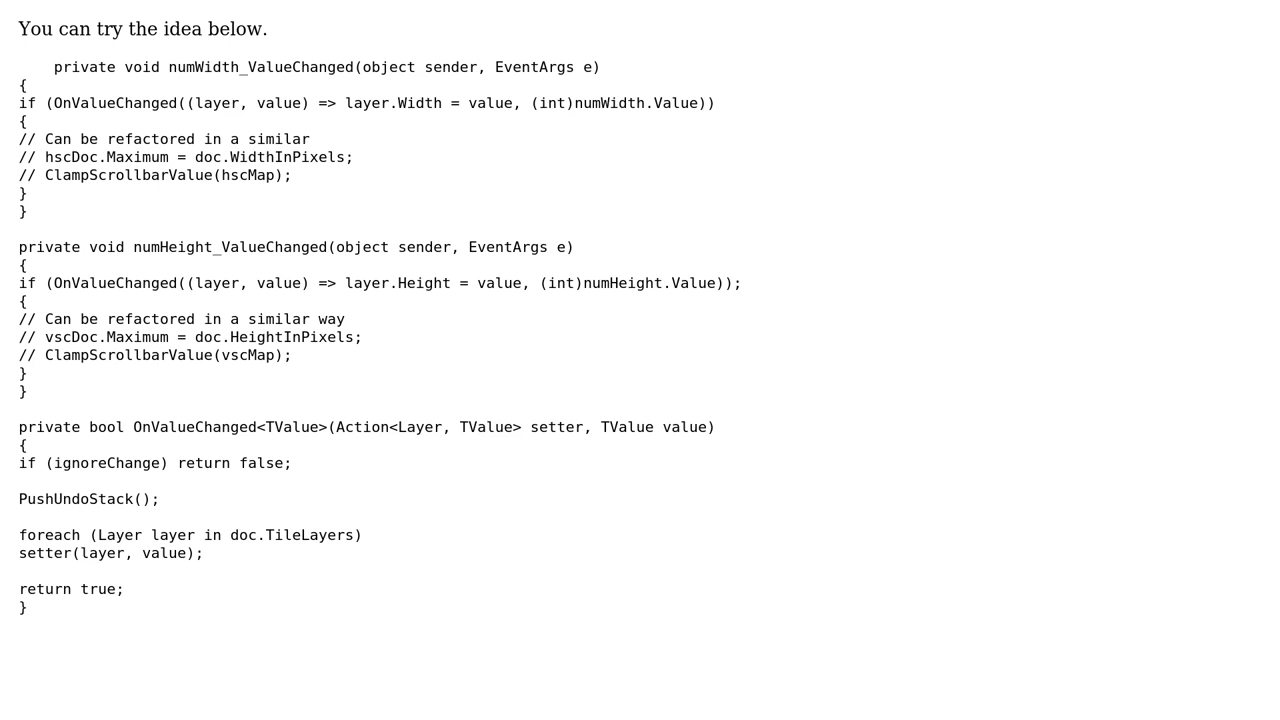 You can try the idea below.
private void numWidth_ValueChanged(object sender, EventArgs e)
{
if (OnValueChanged((layer, value) => layer.Width = value, (int)numWidth.Value))
{
// Can be refactored in a similar
// hscDoc.Maximum = doc.WidthInPixels;
// ClampScrollbarValue(hscMap);
}
}
private void numHeight_ValueChanged(object sender, EventArgs e)
{
if (OnValueChanged((layer, value) => layer.Height = value, (int)numHeight.Value));
{
// Can be refactored in a similar way
// vscDoc.Maximum = doc.HeightInPixels;
// ClampScrollbarValue(vscMap);
}
}
private bool OnValueChanged<TValue>(Action<Layer, TValue> setter, TValue value)
{
if (ignoreChange) return false;
PushUndoStack();
foreach (Layer layer in doc.TileLayers)
setter(layer, value);
return true;
}